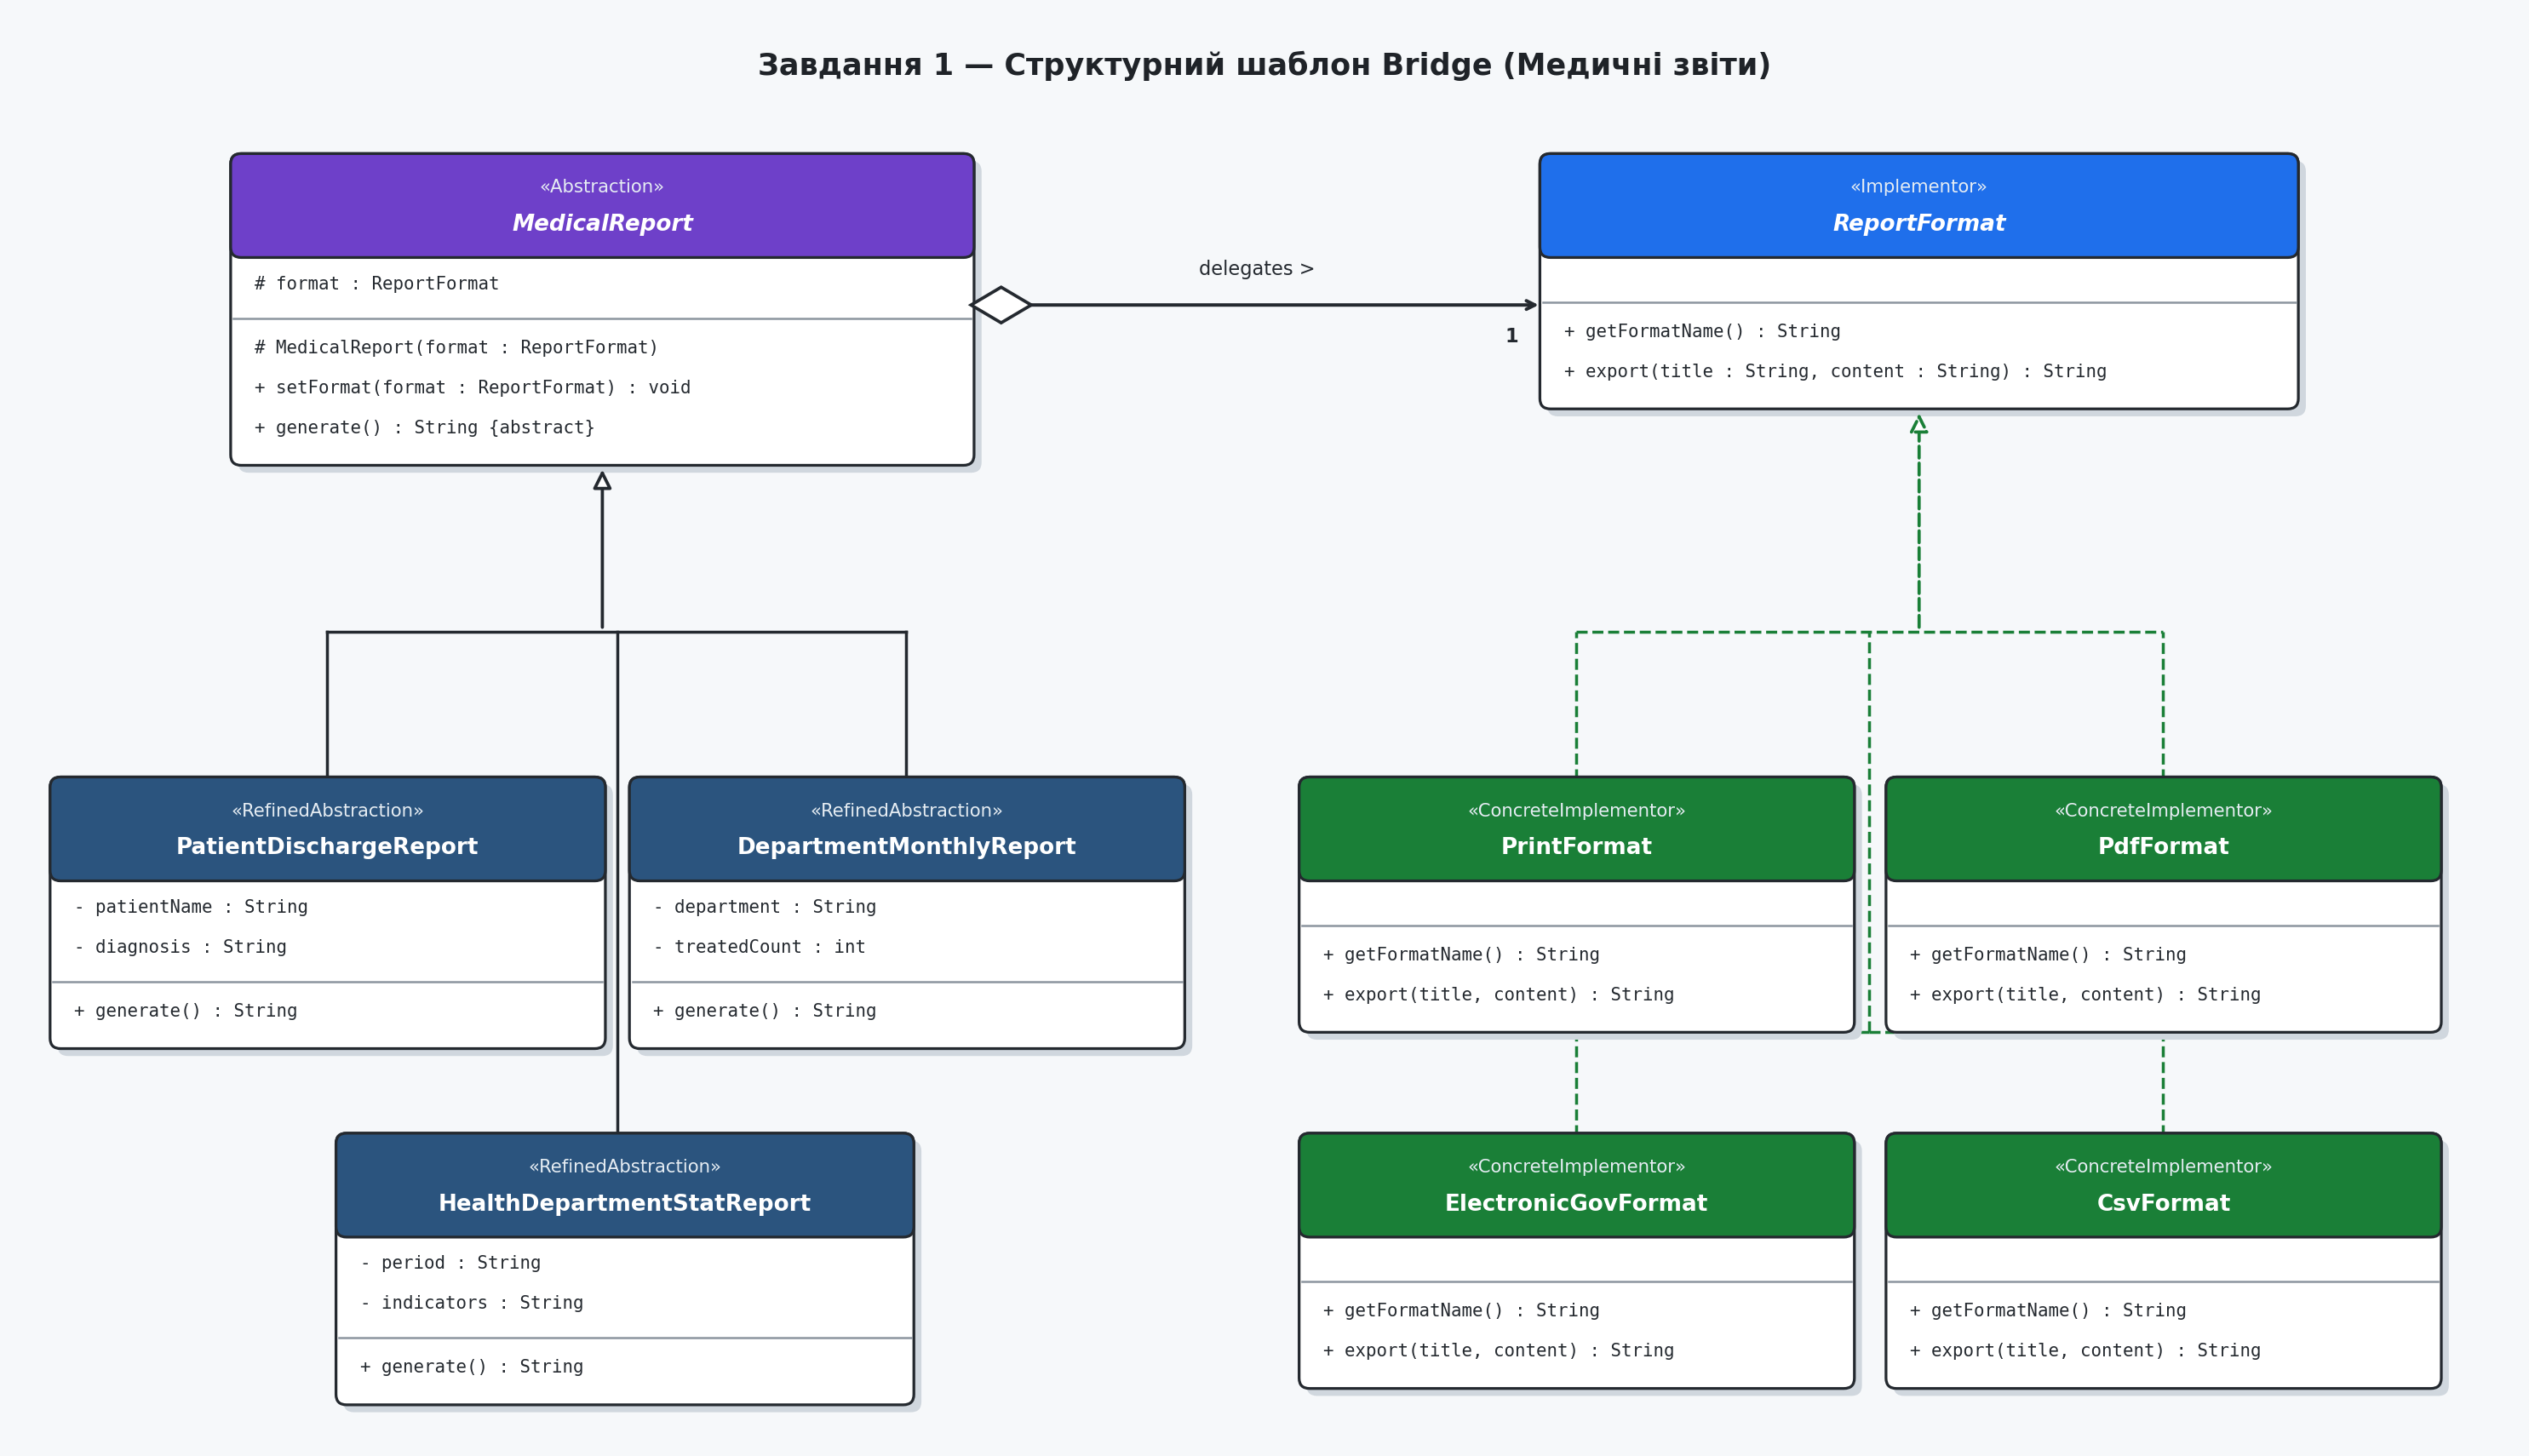 Завдання 1 — Структурний шаблон Bridge (Медичні звіти)
«Abstraction»
MedicalReport
# format : ReportFormat
# MedicalReport(format : ReportFormat)
+ setFormat(format : ReportFormat) : void
+ generate() : String {abstract}
delegates >
1
«Implementor»
ReportFormat
+ getFormatName() : String
+ export(title : String, content : String) : String
«RefinedAbstraction»
PatientDischargeReport
- patientName : String
- diagnosis : String
+ generate() : String
«RefinedAbstraction»
DepartmentMonthlyReport
- department : String
- treatedCount : int
+ generate() : String
«ConcreteImplementor»
PrintFormat
+ getFormatName() : String
+ export(title, content) : String
«ConcreteImplementor»
PdfFormat
+ getFormatName() : String
+ export(title, content) : String
«RefinedAbstraction»
HealthDepartmentStatReport
- period : String
- indicators : String
+ generate() : String
«ConcreteImplementor»
ElectronicGovFormat
+ getFormatName() : String
+ export(title, content) : String
«ConcreteImplementor»
CsvFormat
+ getFormatName() : String
+ export(title, content) : String